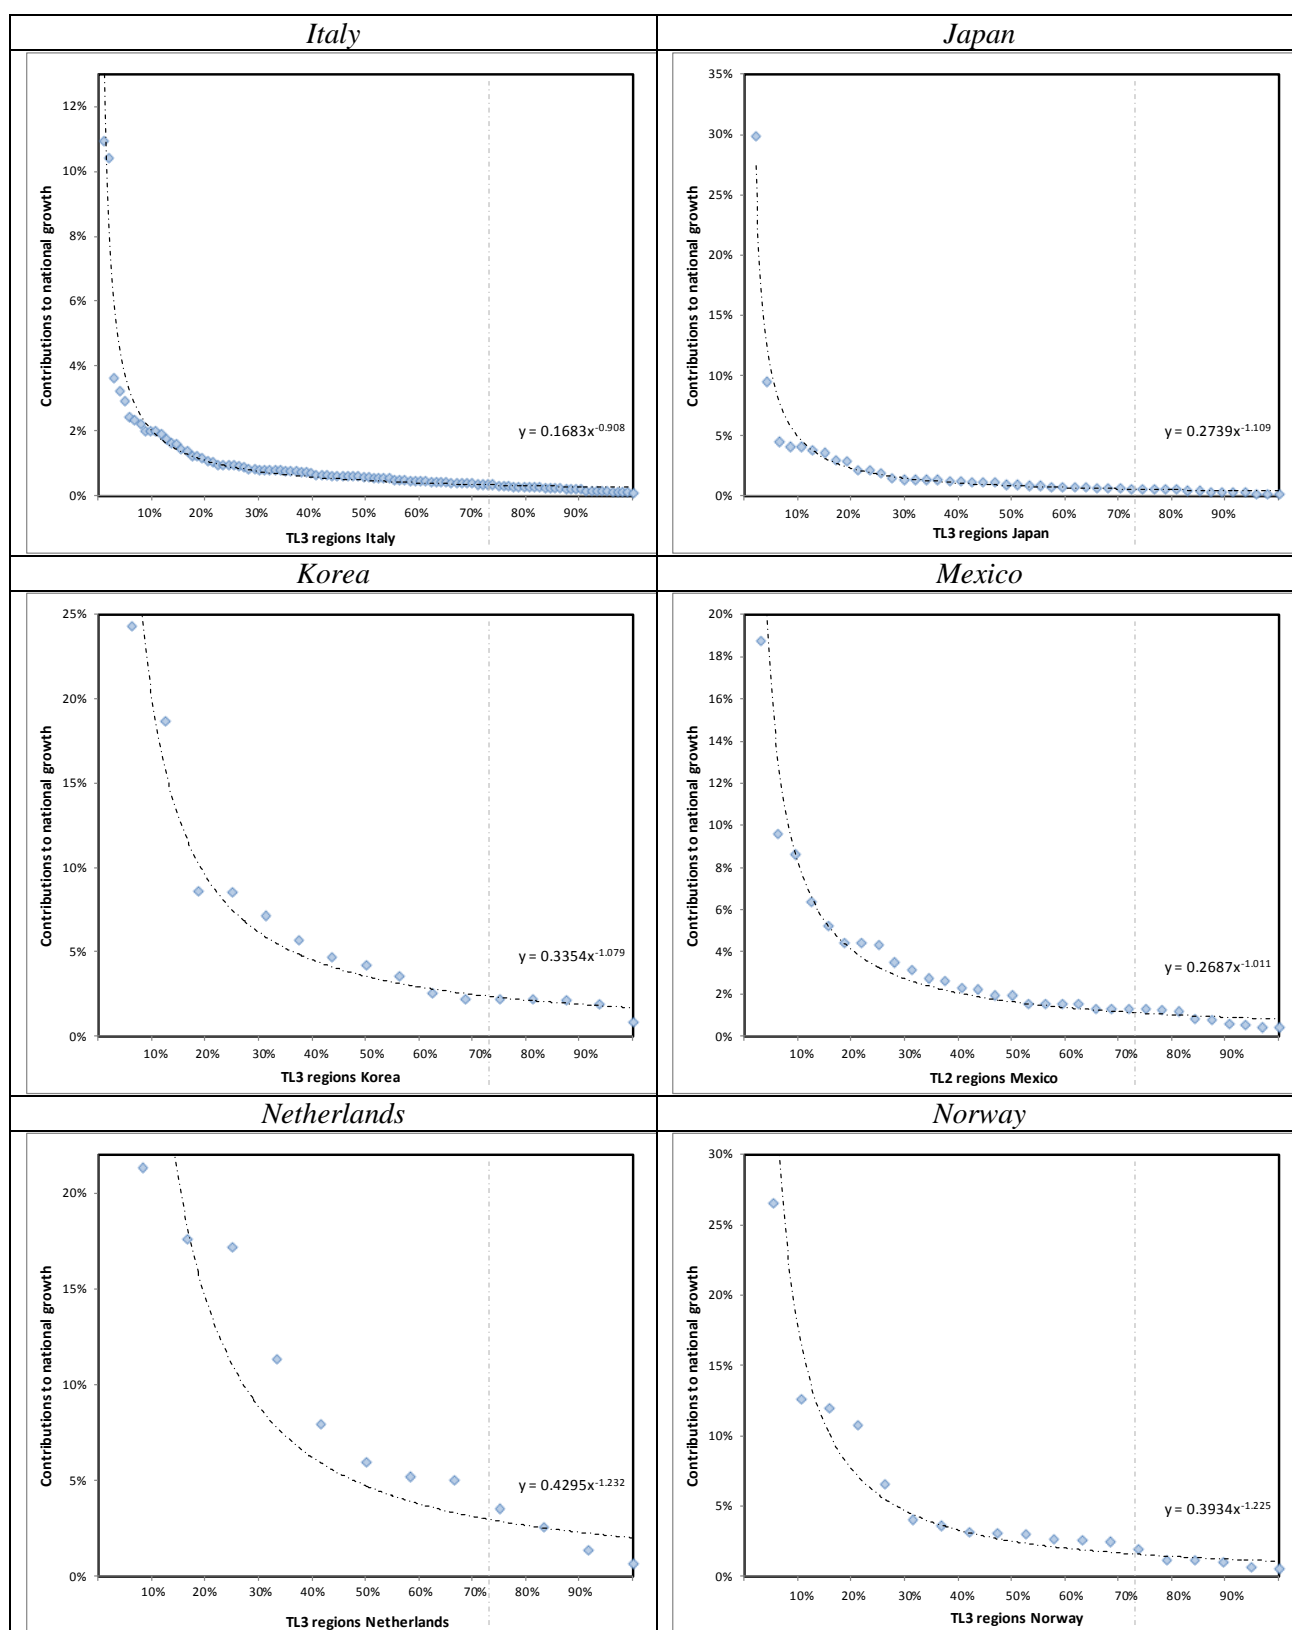 Italy
Japan
Contributions to national growth
12%
10%
8%
6%
4%
2%
0%
y = 0.1683x^-0.908
10% 20% 30% 40% 50% 60% 70% 80% 90%
TL3 regions Italy
Contributions to national growth
35%
30%
25%
20%
15%
10%
5%
0%
y = 0.2739x^-1.109
10% 20% 30% 40% 50% 60% 70% 80% 90%
TL3 regions Japan
Korea
Mexico
Contributions to national growth
25%
20%
15%
10%
5%
0%
y = 0.3354x^-1.079
10% 20% 30% 40% 50% 60% 70% 80% 90%
TL3 regions Korea
Contributions to national growth
20%
18%
16%
14%
12%
10%
8%
6%
4%
2%
0%
y = 0.2687x^-1.011
10% 20% 30% 40% 50% 60% 70% 80% 90%
TL2 regions Mexico
Netherlands
Norway
Contributions to national growth
20%
15%
10%
5%
0%
y = 0.4295x^-1.232
10% 20% 30% 40% 50% 60% 70% 80% 90%
TL3 regions Netherlands
Contributions to national growth
30%
25%
20%
15%
10%
5%
0%
y = 0.3934x^-1.225
10% 20% 30% 40% 50% 60% 70% 80% 90%
TL3 regions Norway